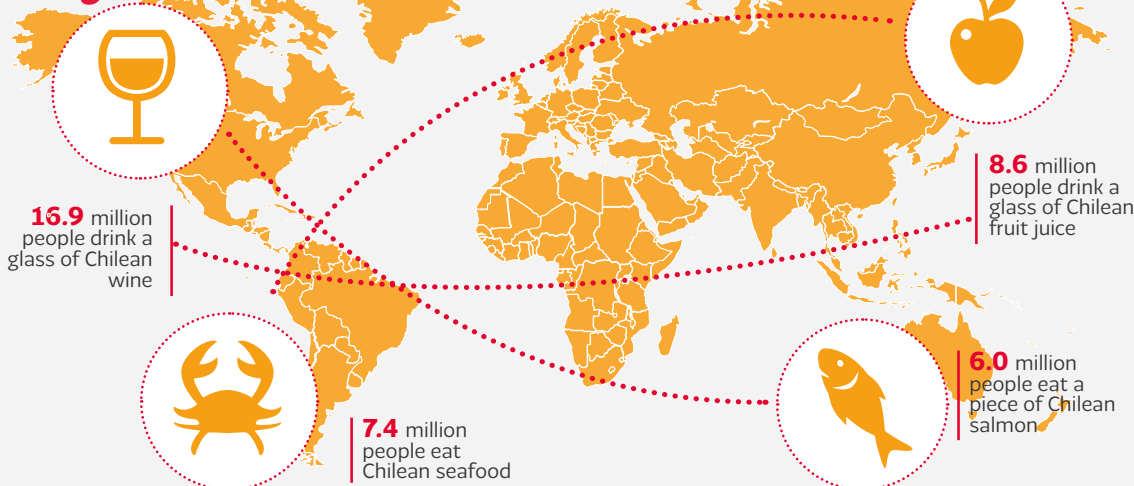 16.9 million
people drink a
glass of Chilean
wine
8.6 million
people drink a
glass of Chilean
fruit juice
7.4 million
people eat
Chilean seafood
6.0 million
people eat a
piece of Chilean
salmon